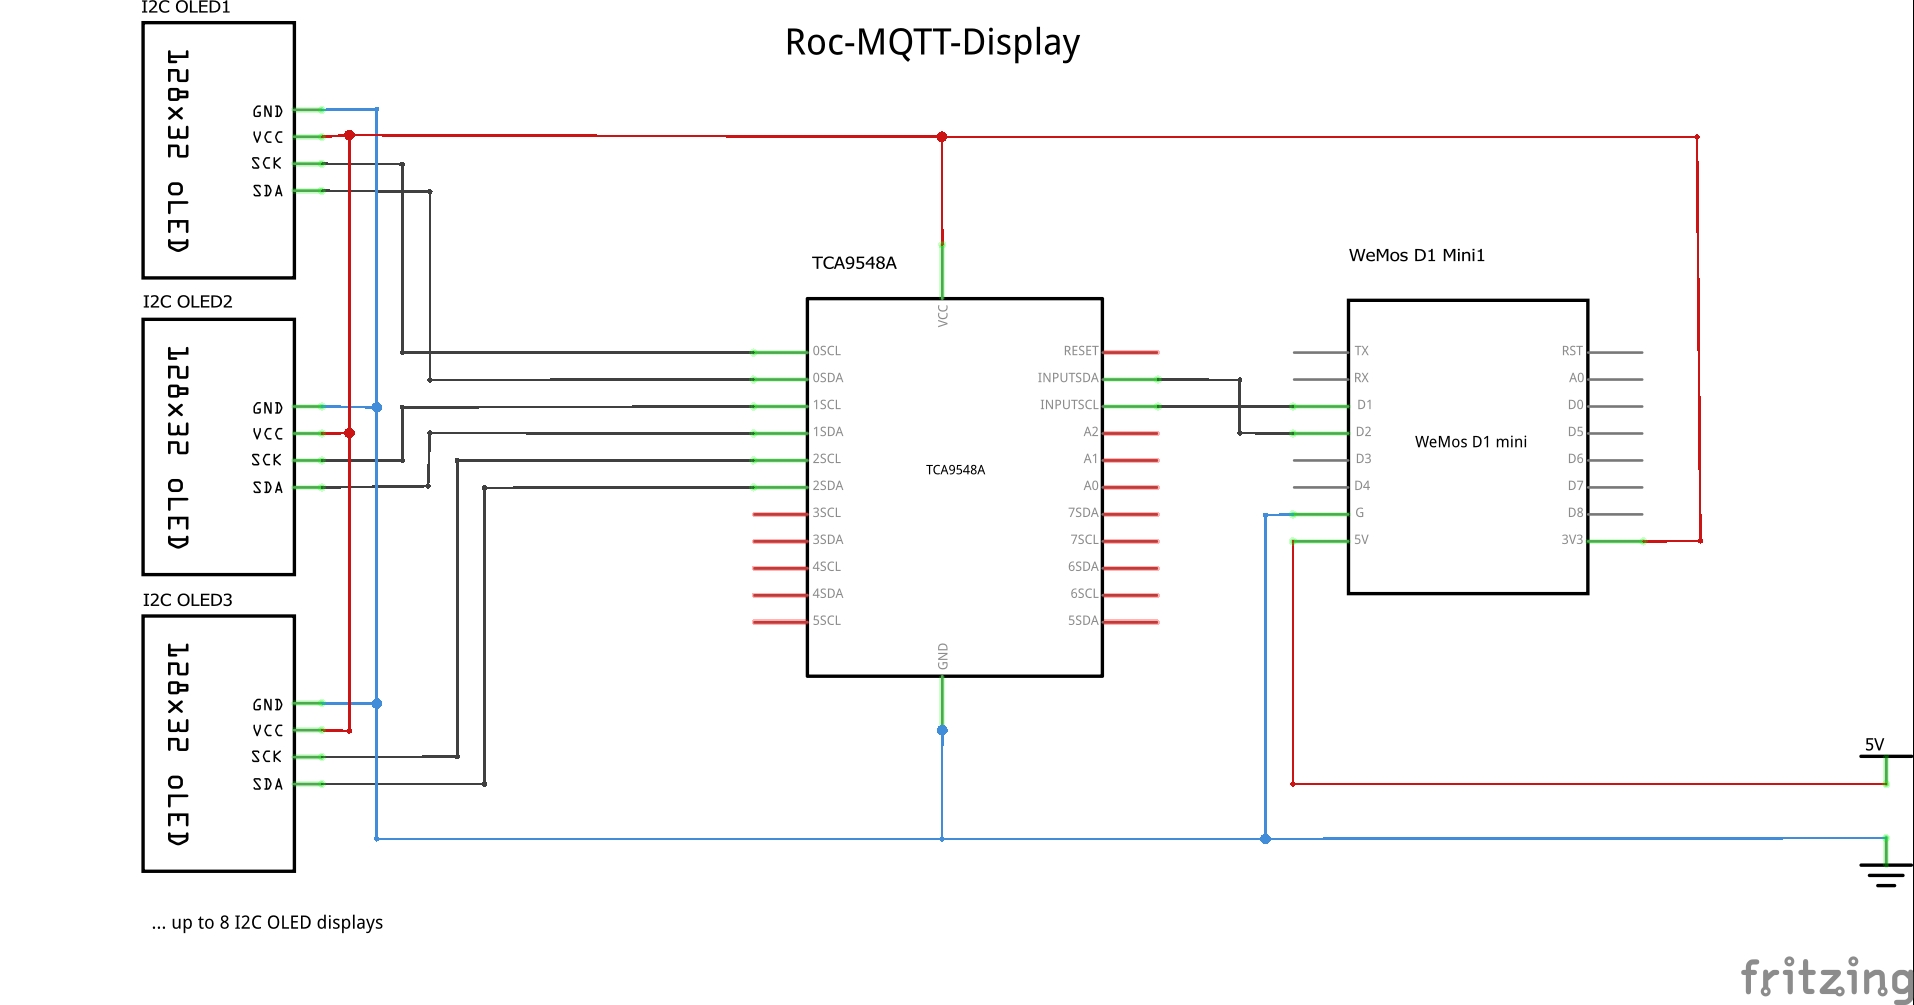 I2C OLED1
Roc-MQTT-Display
128x32 OLED
GND
VCC
SCK
SDA
I2C OLED2
128x32 OLED
GND
VCC
SCK
SDA
I2C OLED3
128x32 OLED
GND
VCC
SCK
SDA
... up to 8 I2C OLED displays
TCA9548A
VCC
0SCL
0SDA
1SCL
1SDA
2SCL
2SDA
3SCL
3SDA
4SCL
4SDA
5SCL
TCA9548A
RESET
INPUTSDA
INPUTSCL
A2
A1
A0
7SDA
7SCL
6SDA
6SCL
5SDA
GND
WeMos D1 Mini1
TX
RX
D1
D2
D3
D4
G
5V
WeMos D1 mini
RST
A0
D0
D5
D6
D7
D8
3V3
5V
fritzing